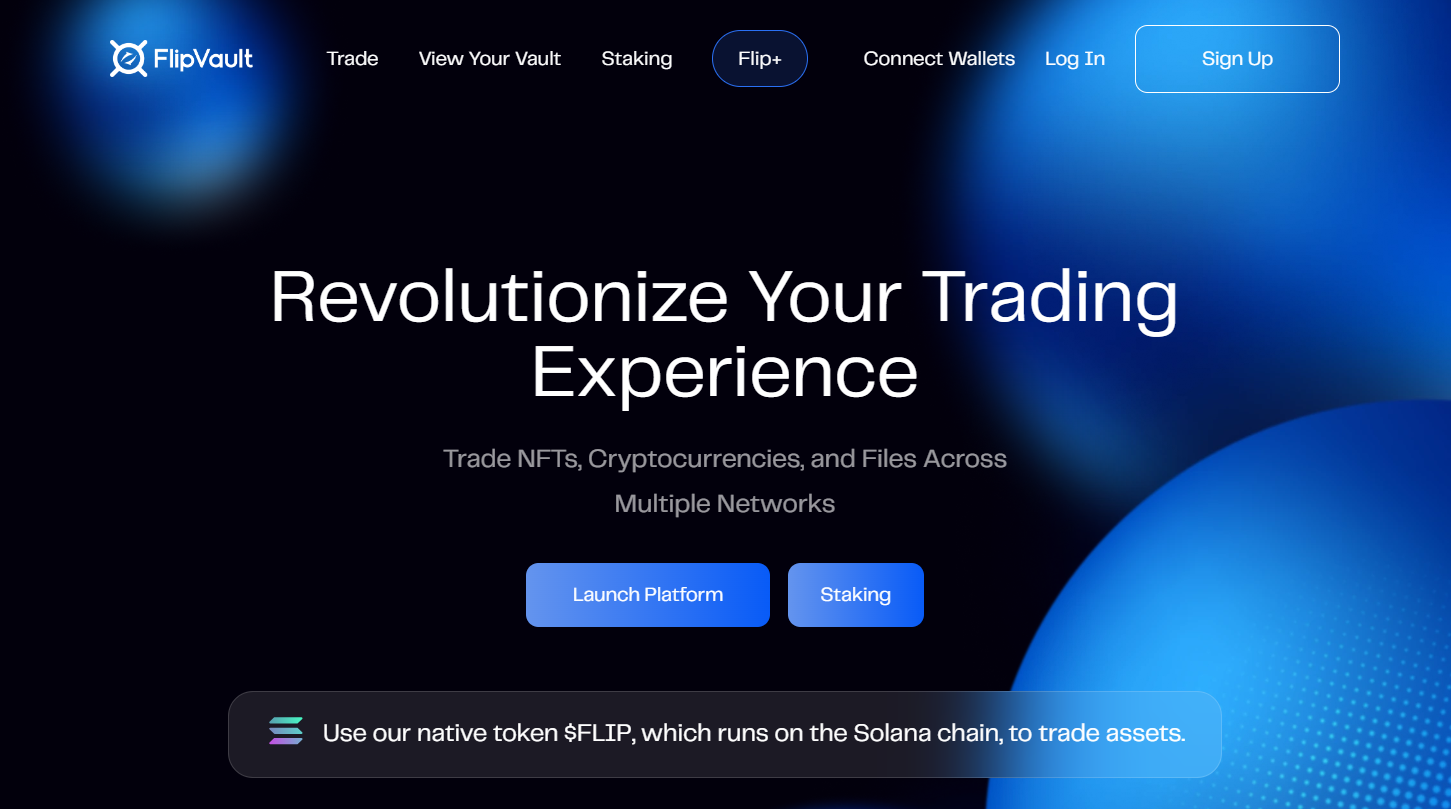 FlipVault
Trade
View Your Vault
Staking
Flip+
Connect Wallets
Log In
Sign Up
Revolutionize Your Trading
Experience
Trade NFTs, Cryptocurrencies, and Files Across
Multiple Networks
Launch Platform
Staking
Use our native token $FLIP, which runs on the Solana chain, to trade assets.